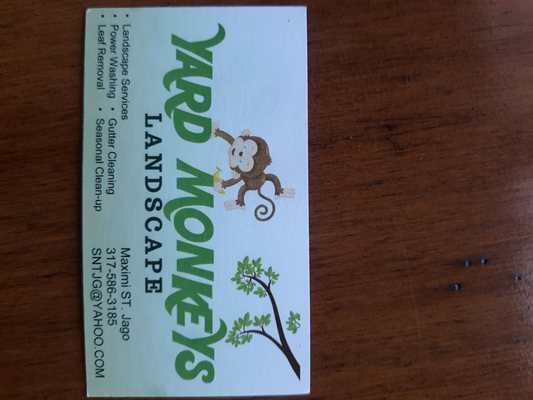 YARD MONKEYS
LANDSCAPE
• Landscape Services
• Power Washing • Gutter Cleaning
• Leaf Removal • Seasonal Clean-up
Maximi ST. Jago
317-586-3185
SNTJG@YAHOO.COM